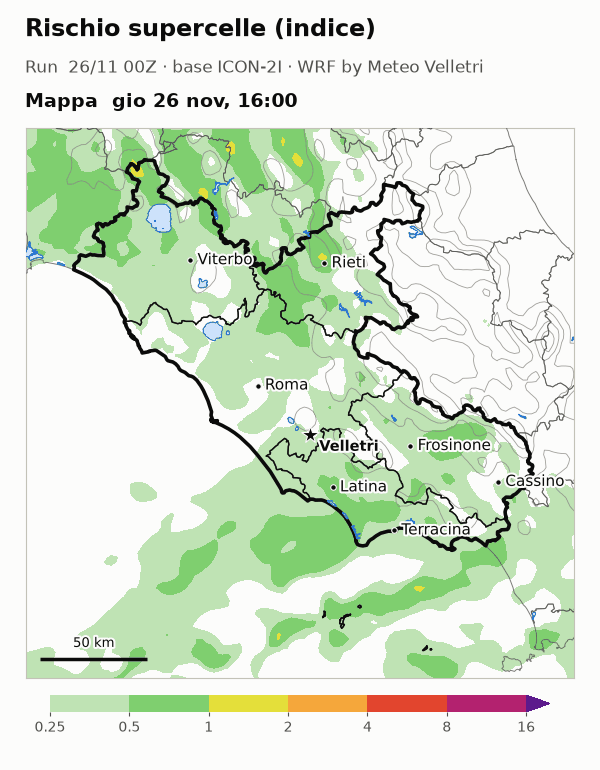 Rischio supercelle (indice)
Run  26/11 00Z · base ICON-2I · WRF by Meteo Velletri
Mappa  gio 26 nov, 16:00
Viterbo
Rieti
Roma
Velletri
Frosinone
Cassino
Latina
Terracina
50 km
0.25 0.5 1 2 4 8 16